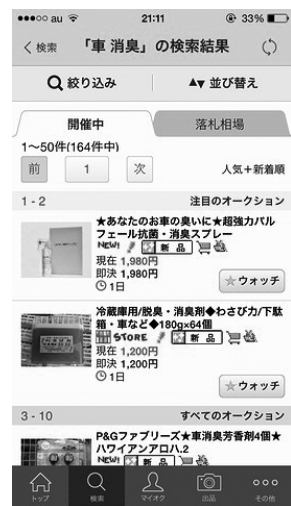 au 21:11 33%
検索 「車 消臭」の検索結果
絞り込み 並び替え
開催中 落札相場
1〜50件(164件中)
前 1 次 人気+新着順
1 - 2 注目のオークション
★あなたのお車の臭いに★超強力パル
フェール抗菌・消臭スプレー
NEW! 新品
現在 1,980円
即決 1,980円
1日
☆ウォッチ
冷蔵庫用/脱臭・消臭剤◆わさび力/下駄
箱・車など◆180g×64個
STORE 新品
現在 1,200円
即決 1,200円
1日
☆ウォッチ
3 - 10 すべてのオークション
P&Gファブリーズ★車消臭芳香剤4個★
ハワイアンアロハ.2
NEW! 新品
トップ 検索 マイオク 出品 その他